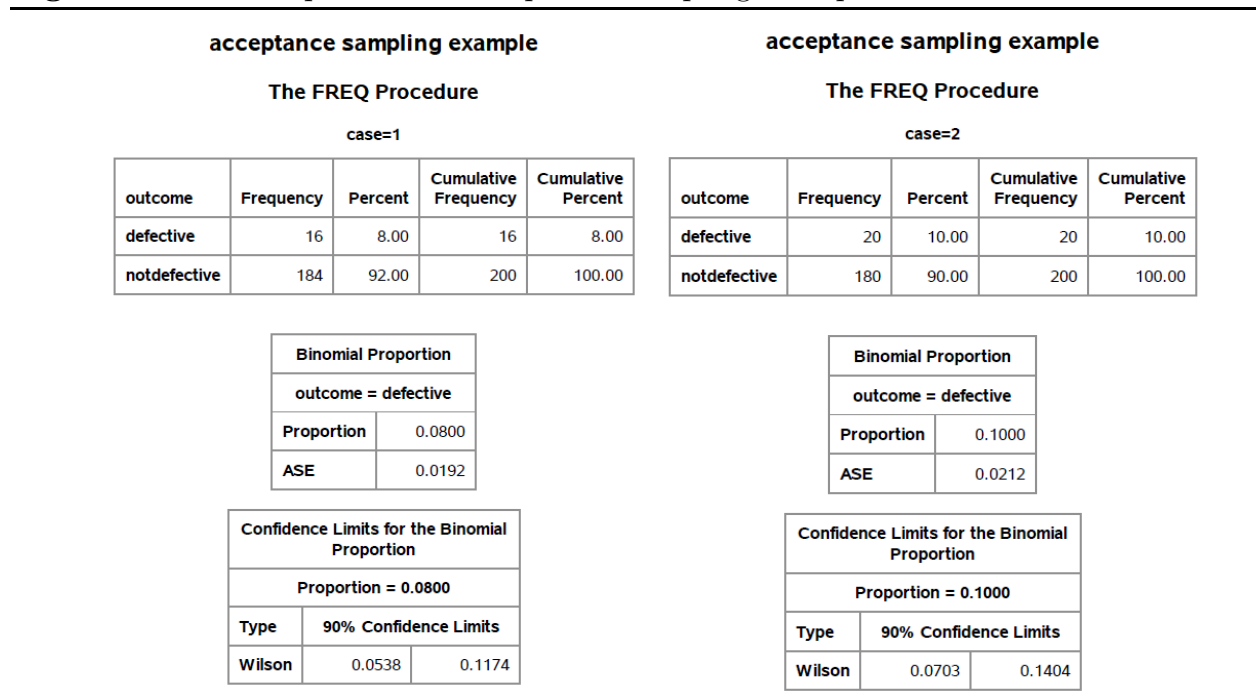 acceptance sampling example
The FREQ Procedure
case=1
outcome Frequency Percent Cumulative Frequency Cumulative Percent
defective 16 8.00 16 8.00
notdefective 184 92.00 200 100.00
Binomial Proportion
outcome = defective
Proportion 0.0800
ASE 0.0192
Confidence Limits for the Binomial
Proportion
Proportion = 0.0800
Type 90% Confidence Limits
Wilson 0.0538 0.1174
acceptance sampling example
The FREQ Procedure
case=2
outcome Frequency Percent Cumulative Frequency Cumulative Percent
defective 20 10.00 20 10.00
notdefective 180 90.00 200 100.00
Binomial Proportion
outcome = defective
Proportion 0.1000
ASE 0.0212
Confidence Limits for the Binomial
Proportion
Proportion = 0.1000
Type 90% Confidence Limits
Wilson 0.0703 0.1404